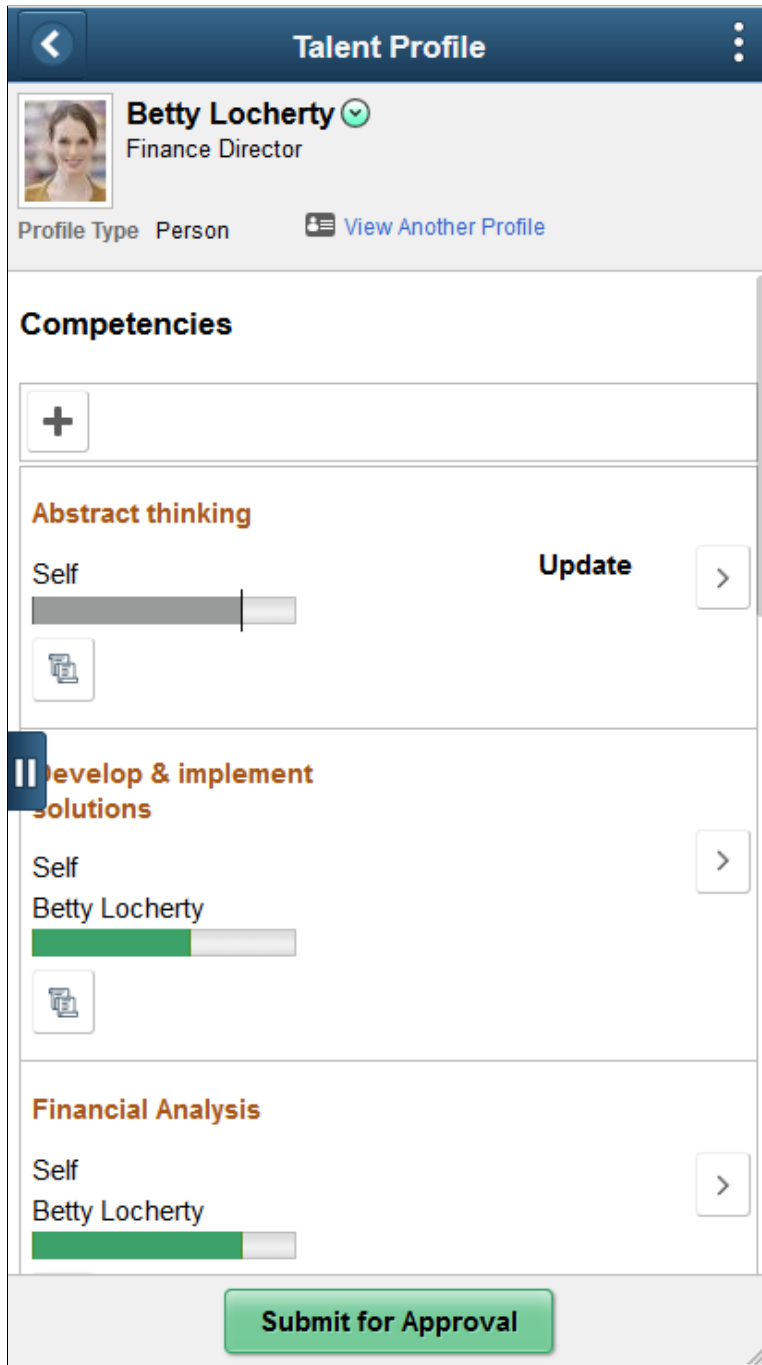 Talent Profile
Betty Locherty
Finance Director
Profile Type Person View Another Profile
Competencies
Abstract thinking
Self
Update
Develop & implement
solutions
Self
Betty Locherty
Financial Analysis
Self
Betty Locherty
Submit for Approval